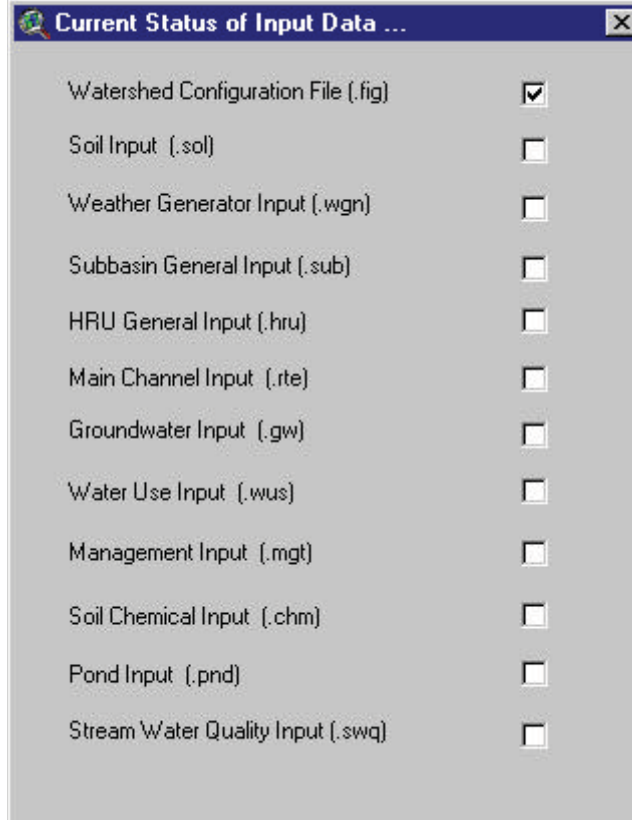 Current Status of Input Data ...
Watershed Configuration File (.fig)
Soil Input (.sol)
Weather Generator Input (.wgn)
Subbasin General Input (.sub)
HRU General Input (.hru)
Main Channel Input (.rte)
Groundwater Input (.gw)
Water Use Input (.wus)
Management Input (.mgt)
Soil Chemical Input (.chm)
Pond Input (.pnd)
Stream Water Quality Input (.swq)